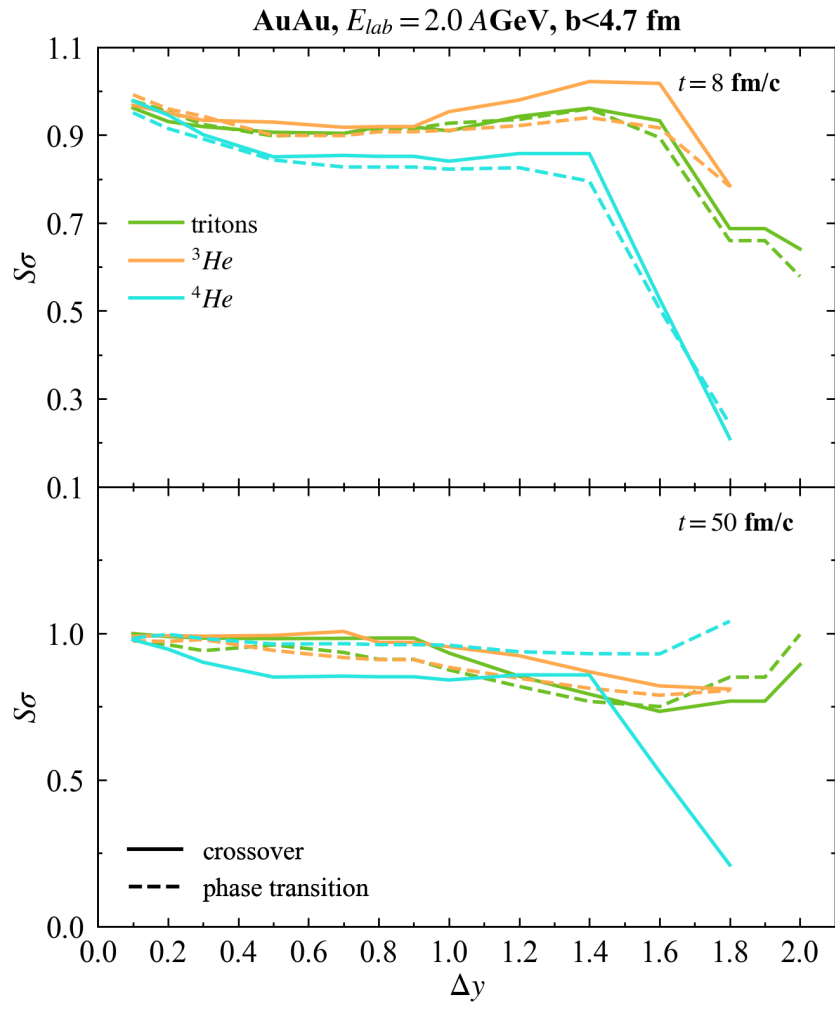 AuAu, E_lab = 2.0 AGeV, b<4.7 fm
1.1
t = 8 fm/c
1.0
0.9
0.7
tritons
³He
Sσ
⁴He
0.5
0.3
0.1
t = 50 fm/c
1.0
Sσ
0.5
crossover
phase transition
0.0
0.0 0.2 0.4 0.6 0.8 1.0 1.2 1.4 1.6 1.8 2.0
Δy